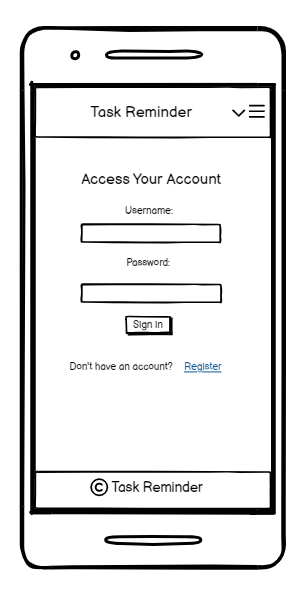 Task Reminder
Access Your Account
Username:
Password:
Sign in
Don't have an account? Register
© Task Reminder